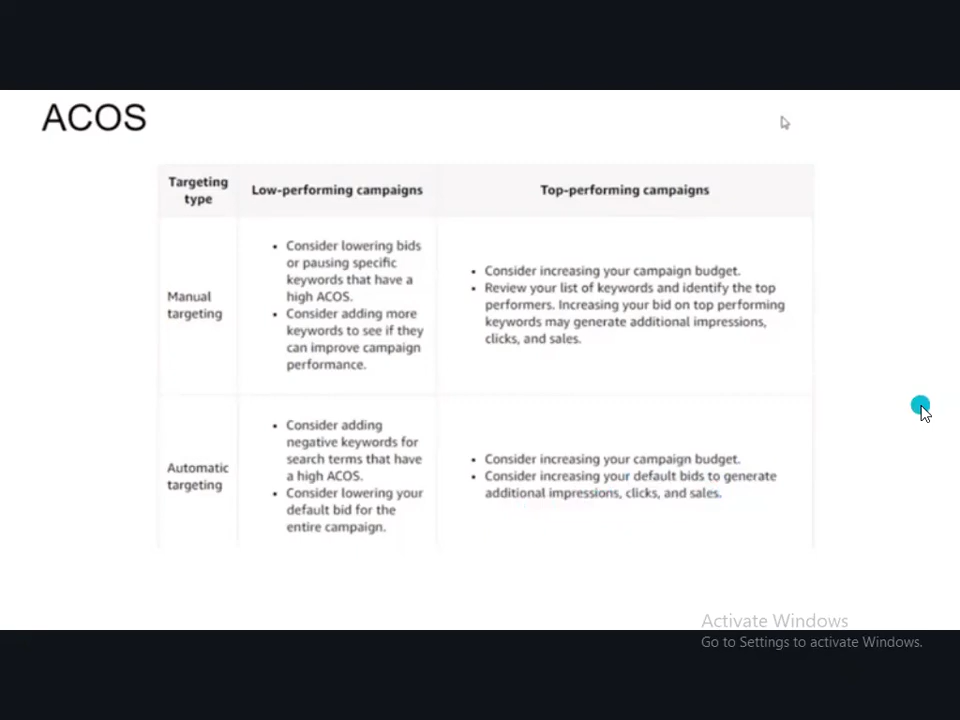 ACOS
Targeting
type
Low-performing campaigns
Top-performing campaigns
Manual
targeting
• Consider lowering bids
or pausing specific
keywords that have a
high ACOS.
• Consider adding more
keywords to see if they
can improve campaign
performance.
• Consider increasing your campaign budget.
• Review your list of keywords and identify the top
performers. Increasing your bid on top performing
keywords may generate additional impressions,
clicks, and sales.
Automatic
targeting
• Consider adding
negative keywords for
search terms that have
a high ACOS.
• Consider lowering your
default bid for the
entire campaign.
• Consider increasing your campaign budget.
• Consider increasing your default bids to generate
additional impressions, clicks, and sales.
Activate Windows
Go to Settings to activate Windows.